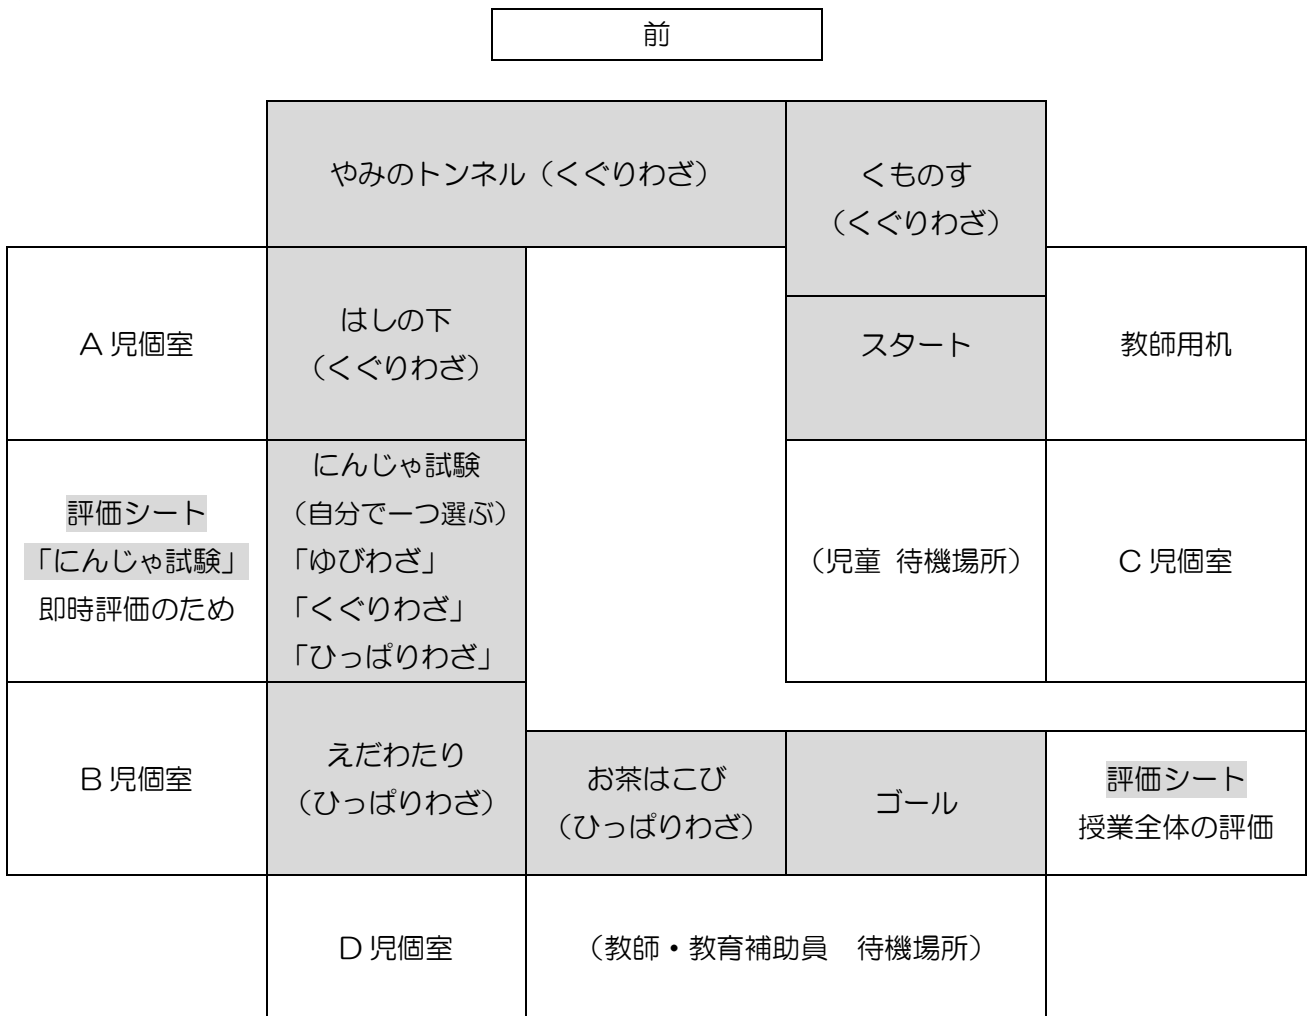 前
やみのトンネル（くぐりわざ）
くものす
（くぐりわざ）
A 児個室
はしの下
（くぐりわざ）
スタート
教師用机
評価シート
「にんじゃ試験」
即時評価のため
にんじゃ試験
（自分で一つ選ぶ）
「ゆびわざ」
「くぐりわざ」
「ひっぱりわざ」
（児童 待機場所）
C 児個室
B 児個室
えだわたり
（ひっぱりわざ）
お茶はこび
（ひっぱりわざ）
ゴール
評価シート
授業全体の評価
D 児個室
（教師・教育補助員　待機場所）